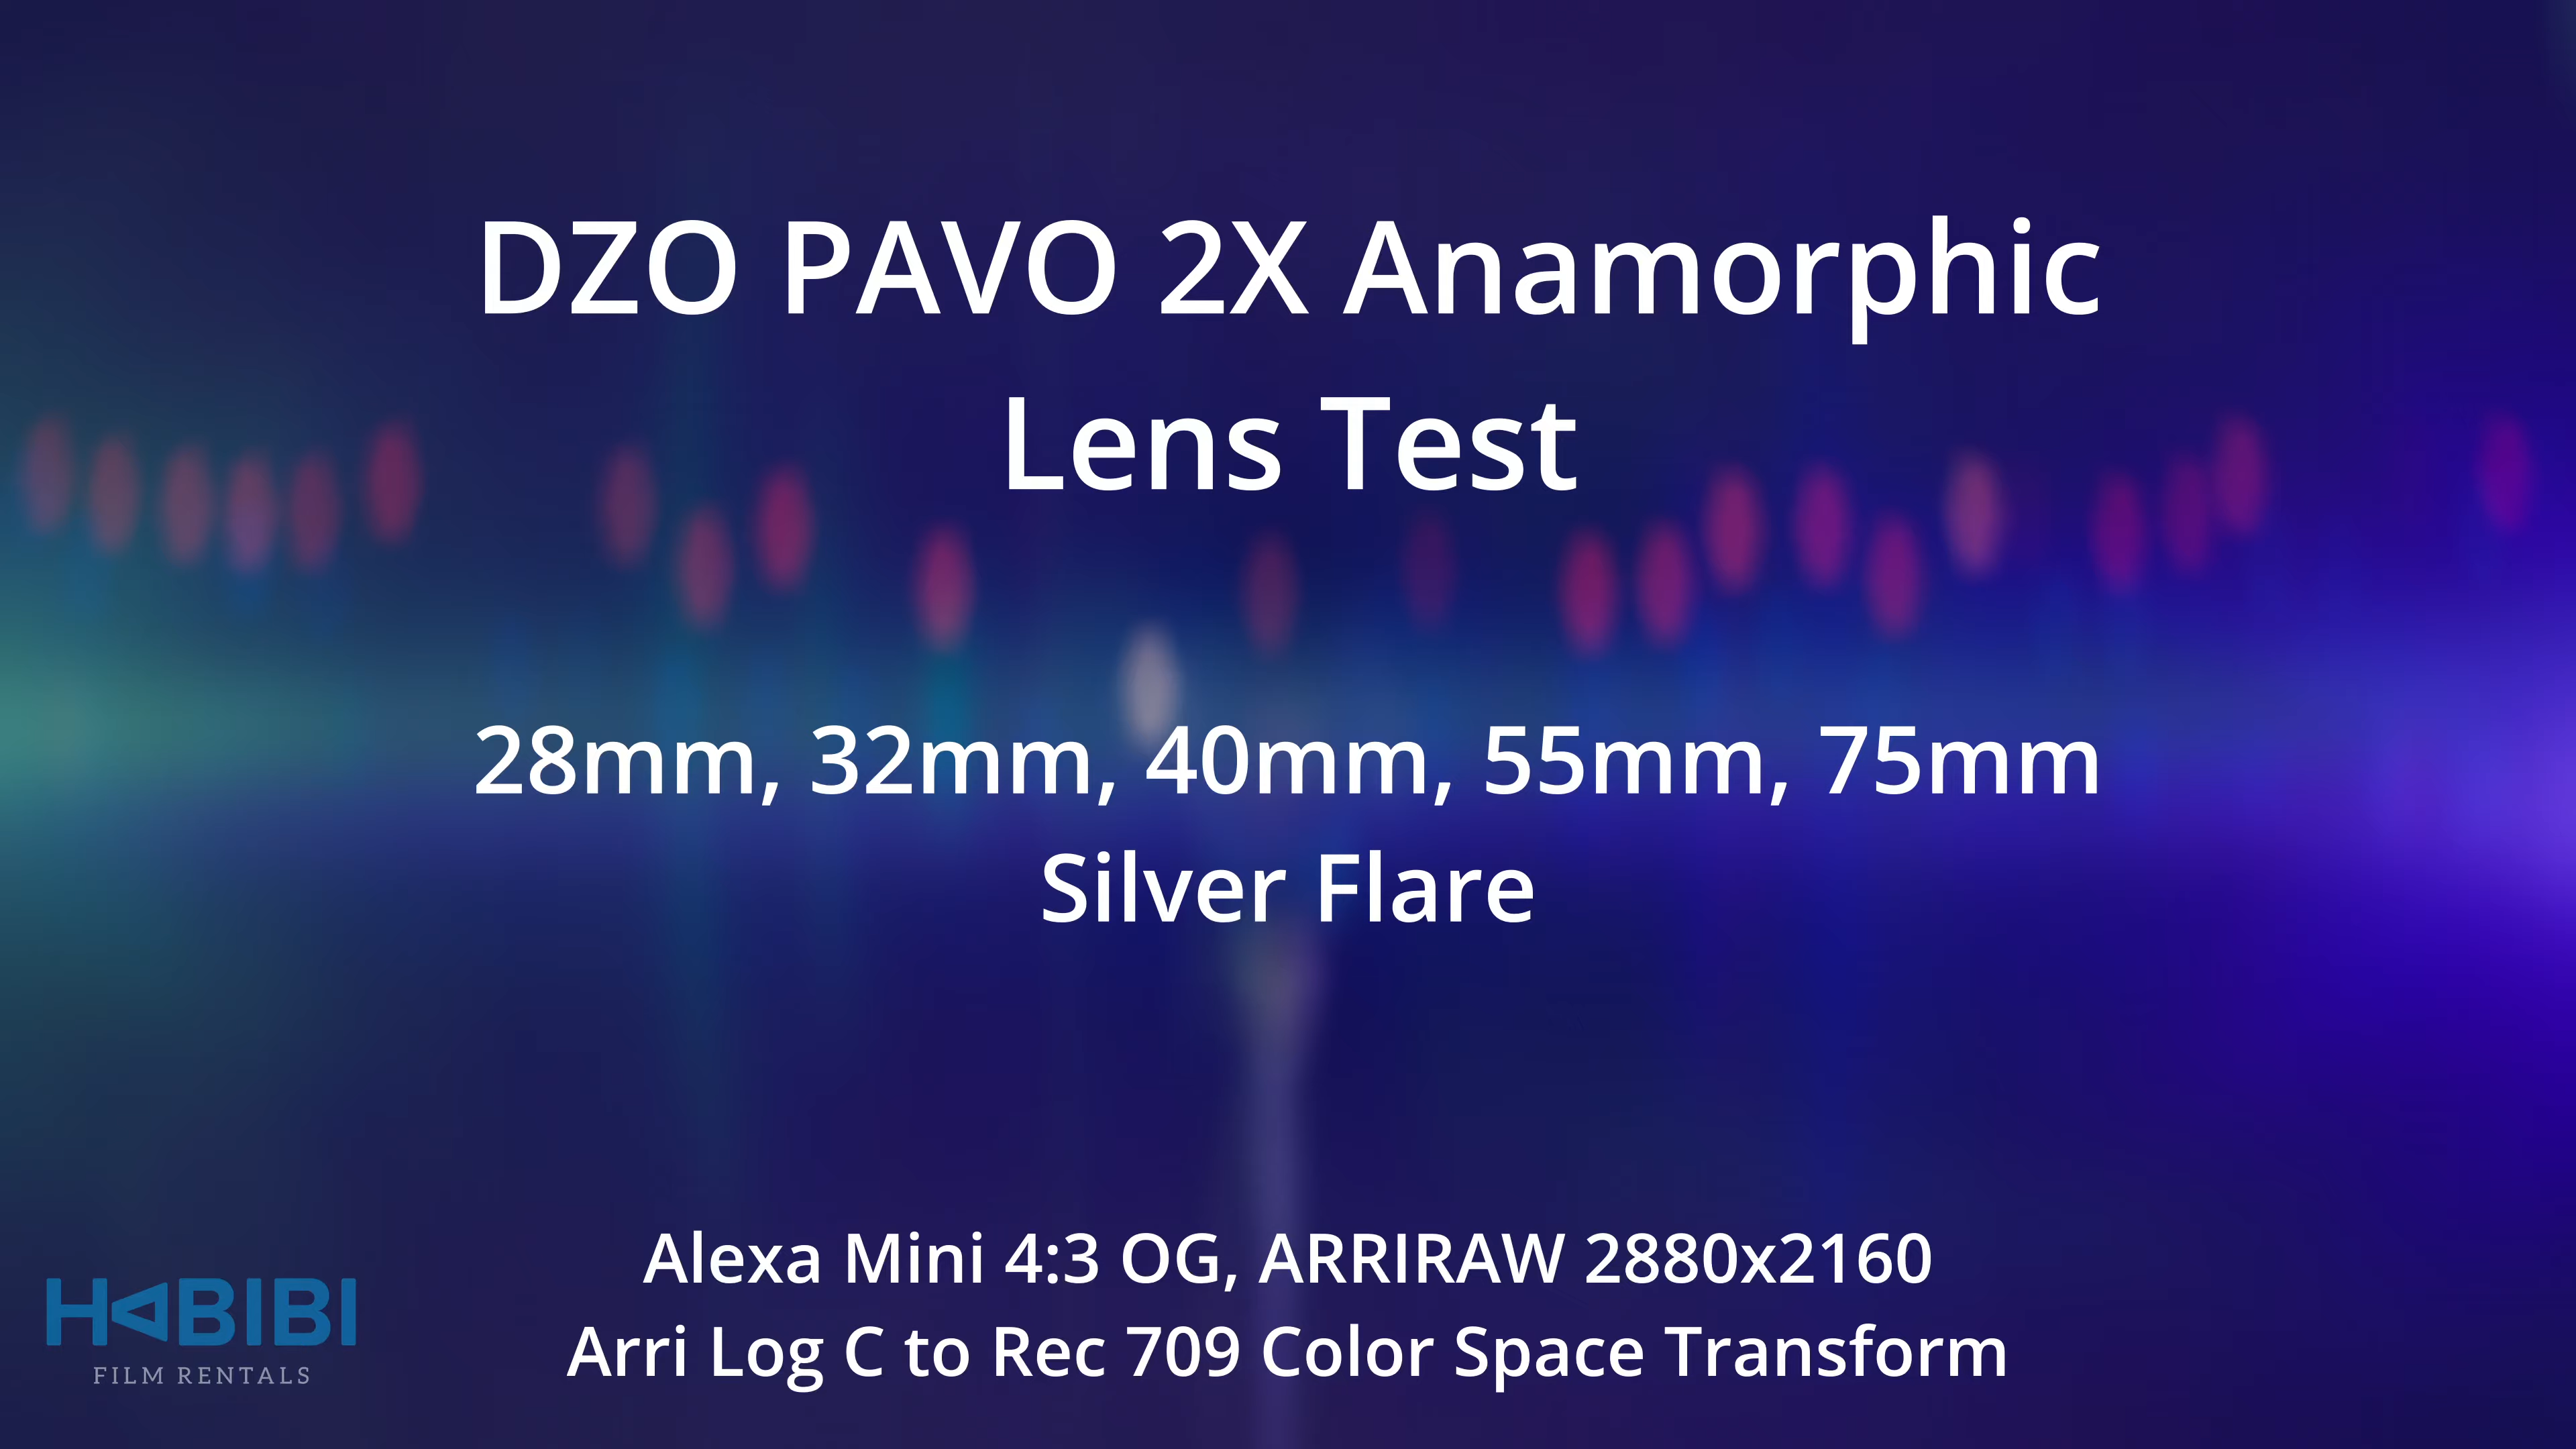 DZO PAVO 2X Anamorphic
Lens Test
28mm, 32mm, 40mm, 55mm, 75mm
Silver Flare
Alexa Mini 4:3 OG, ARRIRAW 2880x2160
Arri Log C to Rec 709 Color Space Transform
HABIBI
FILM RENTALS